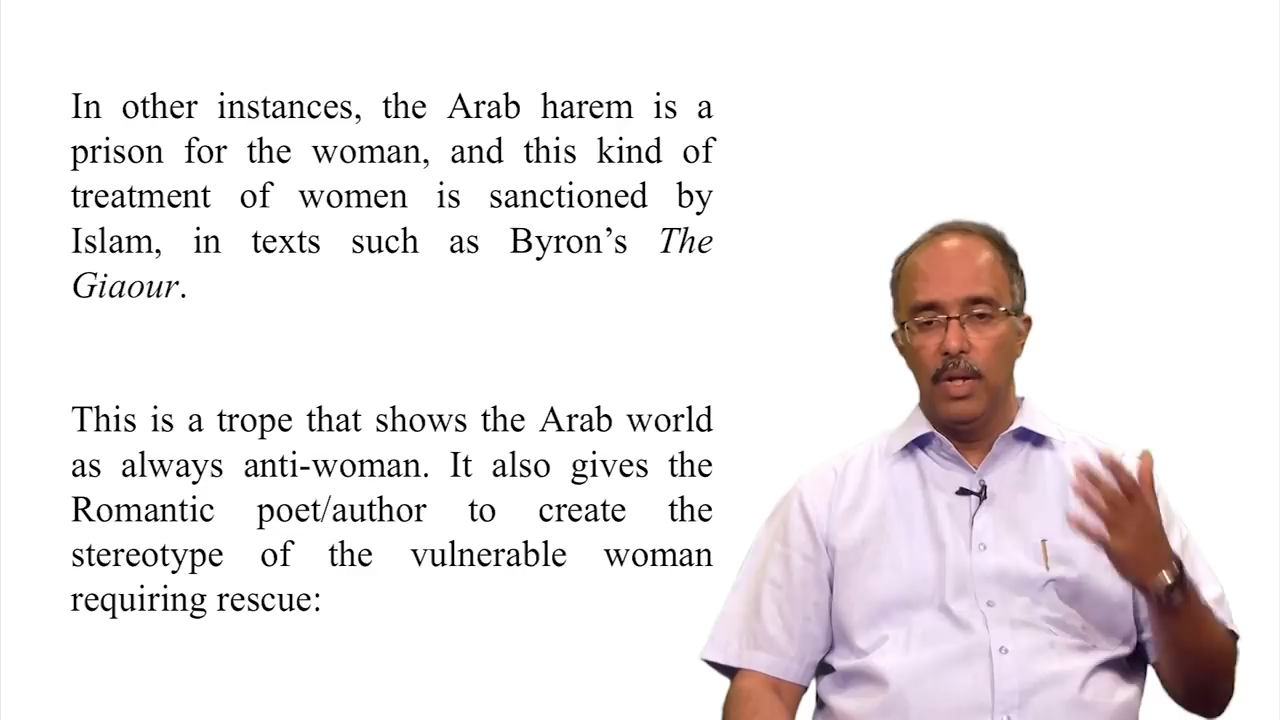 In other instances, the Arab harem is a
prison for the woman, and this kind of
treatment of women is sanctioned by
Islam, in texts such as Byron’s The
Giaour.
This is a trope that shows the Arab world
as always anti-woman. It also gives the
Romantic poet/author to create the
stereotype of the vulnerable woman
requiring rescue: